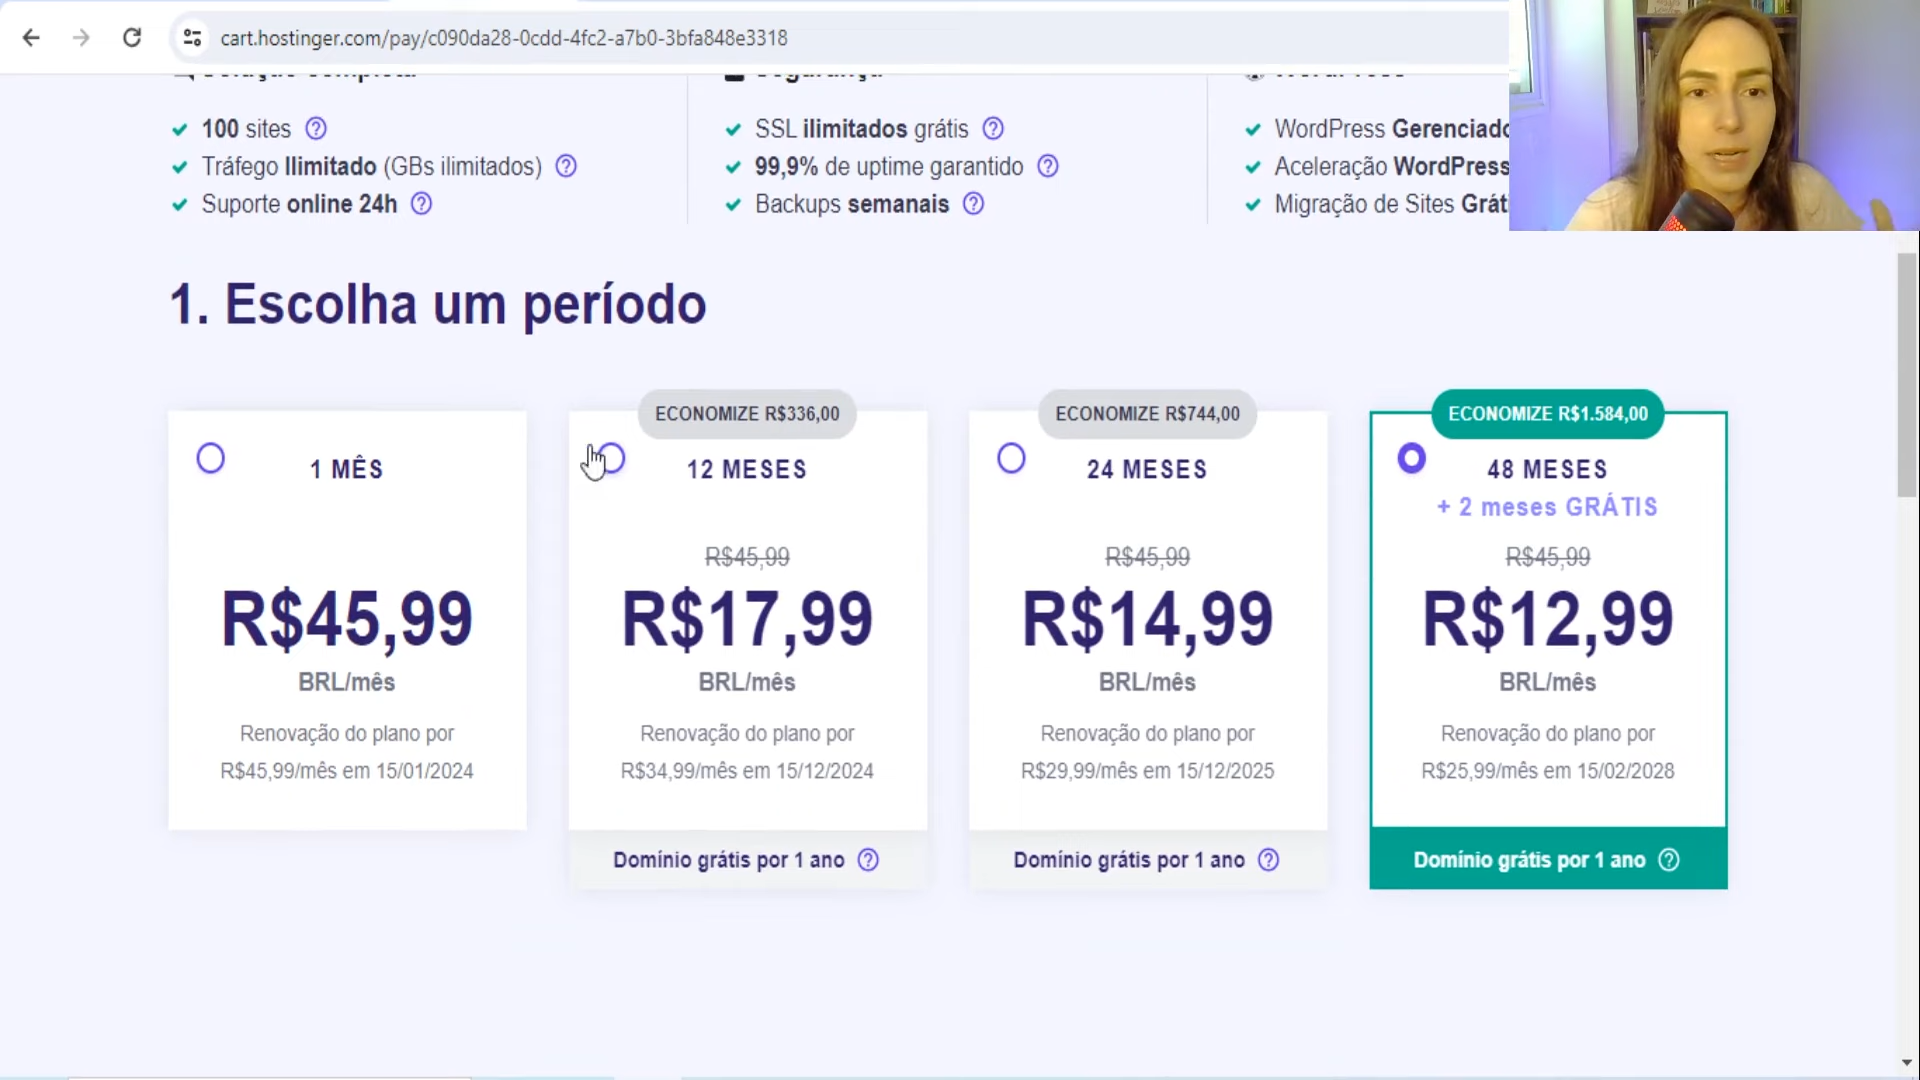 cart.hostinger.com/pay/c090da28-0cdd-4fc2-a7b0-3bfa848e3318
100 sites
Tráfego Ilimitado (GBs ilimitados)
Suporte online 24h
SSL ilimitados grátis
99,9% de uptime garantido
Backups semanais
WordPress Gerenciado
Aceleração WordPress
Migração de Sites Gráti
1. Escolha um período
1 MÊS
R$45,99
BRL/mês
Renovação do plano por
R$45,99/mês em 15/01/2024
ECONOMIZE R$336,00
12 MESES
R$45,99
R$17,99
BRL/mês
Renovação do plano por
R$34,99/mês em 15/12/2024
Domínio grátis por 1 ano
ECONOMIZE R$744,00
24 MESES
R$45,99
R$14,99
BRL/mês
Renovação do plano por
R$29,99/mês em 15/12/2025
Domínio grátis por 1 ano
ECONOMIZE R$1.584,00
48 MESES
+ 2 meses GRÁTIS
R$45,99
R$12,99
BRL/mês
Renovação do plano por
R$25,99/mês em 15/02/2028
Domínio grátis por 1 ano